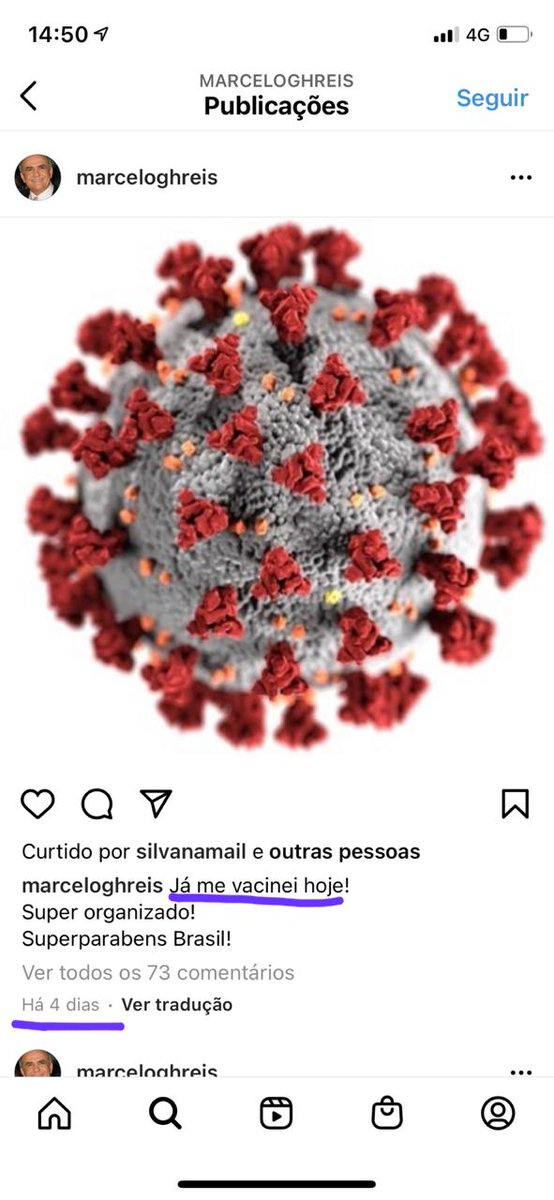 14:50
4G
MARCELOGHREIS
Publicações
Seguir
marceloghreis
Curtido por silvanamail e outras pessoas
marceloghreis Já me vacinei hoje!
Super organizado!
Superparabens Brasil!
Ver todos os 73 comentários
Há 4 dias · Ver tradução
marceloghreis